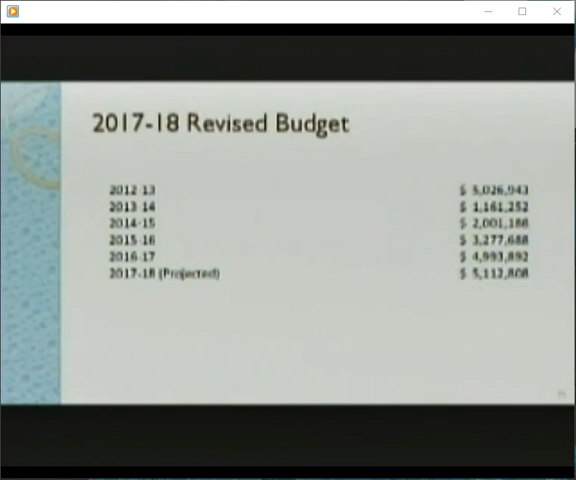 2017-18 Revised Budget
2012-13 $ 5,026,943
2013-14 $ 1,161,252
2014-15 $ 2,001,188
2015-16 $ 3,277,688
2016-17 $ 4,993,892
2017-18 (Projected) $ 5,112,808